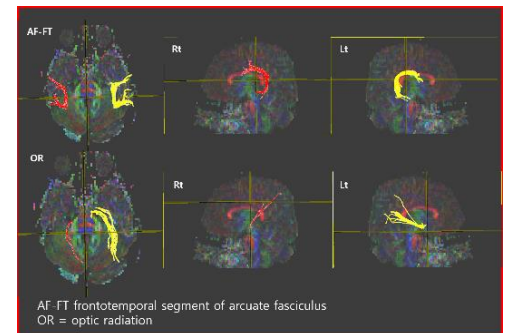 AF-FT
Rt
Lt
OR
Rt
Lt
AF-FT frontotemporal segment of arcuate fasciculus
OR = optic radiation